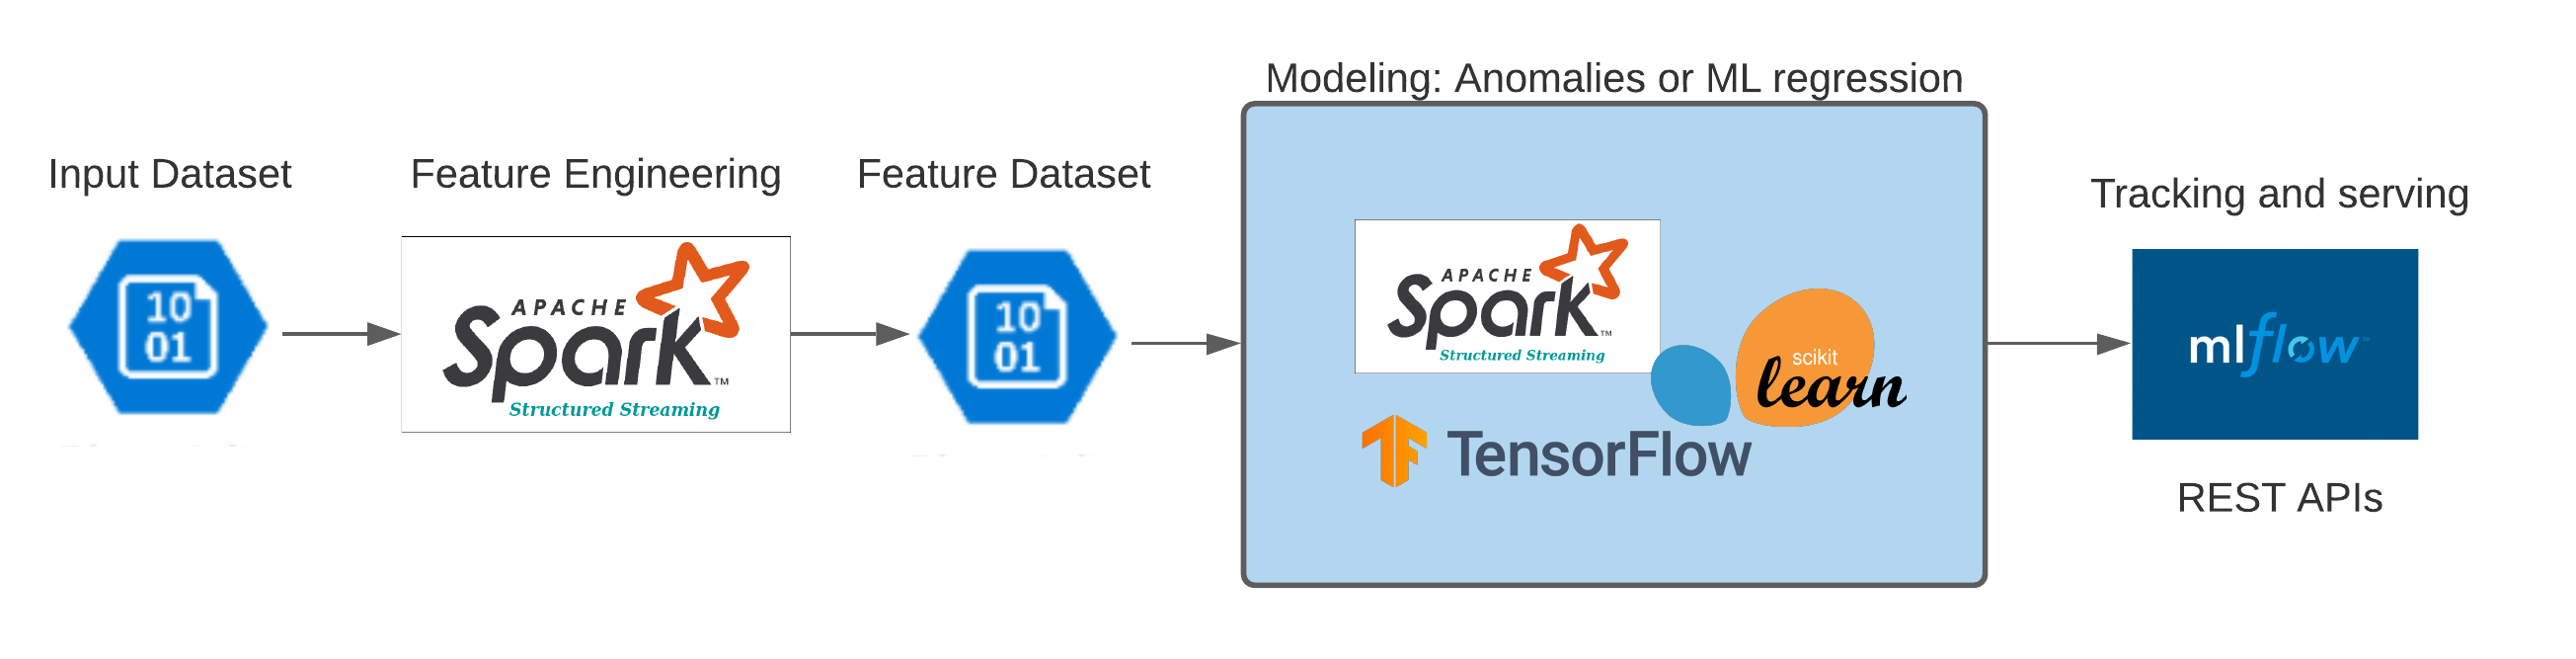 Modeling: Anomalies or ML regression
Input Dataset
Feature Engineering
Feature Dataset
Tracking and serving
10
01
APACHE
Spark™
Structured Streaming
10
01
APACHE
Spark™
Structured Streaming
scikit
learn
TensorFlow
mlflow™
REST APIs